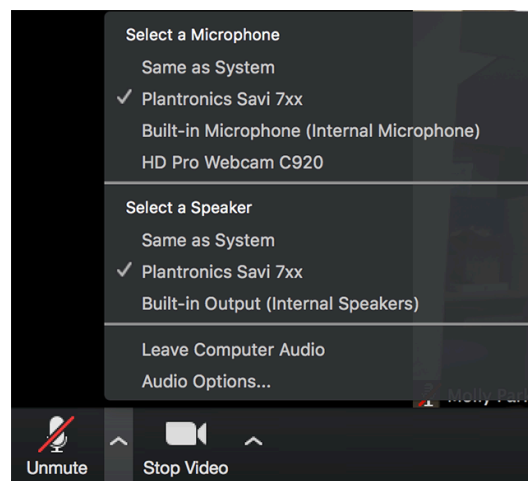 Select a Microphone
Same as System
Plantronics Savi 7xx
Built-in Microphone (Internal Microphone)
HD Pro Webcam C920
Select a Speaker
Same as System
Plantronics Savi 7xx
Built-in Output (Internal Speakers)
Leave Computer Audio
Audio Options...
Molly
Unmute
Stop Video